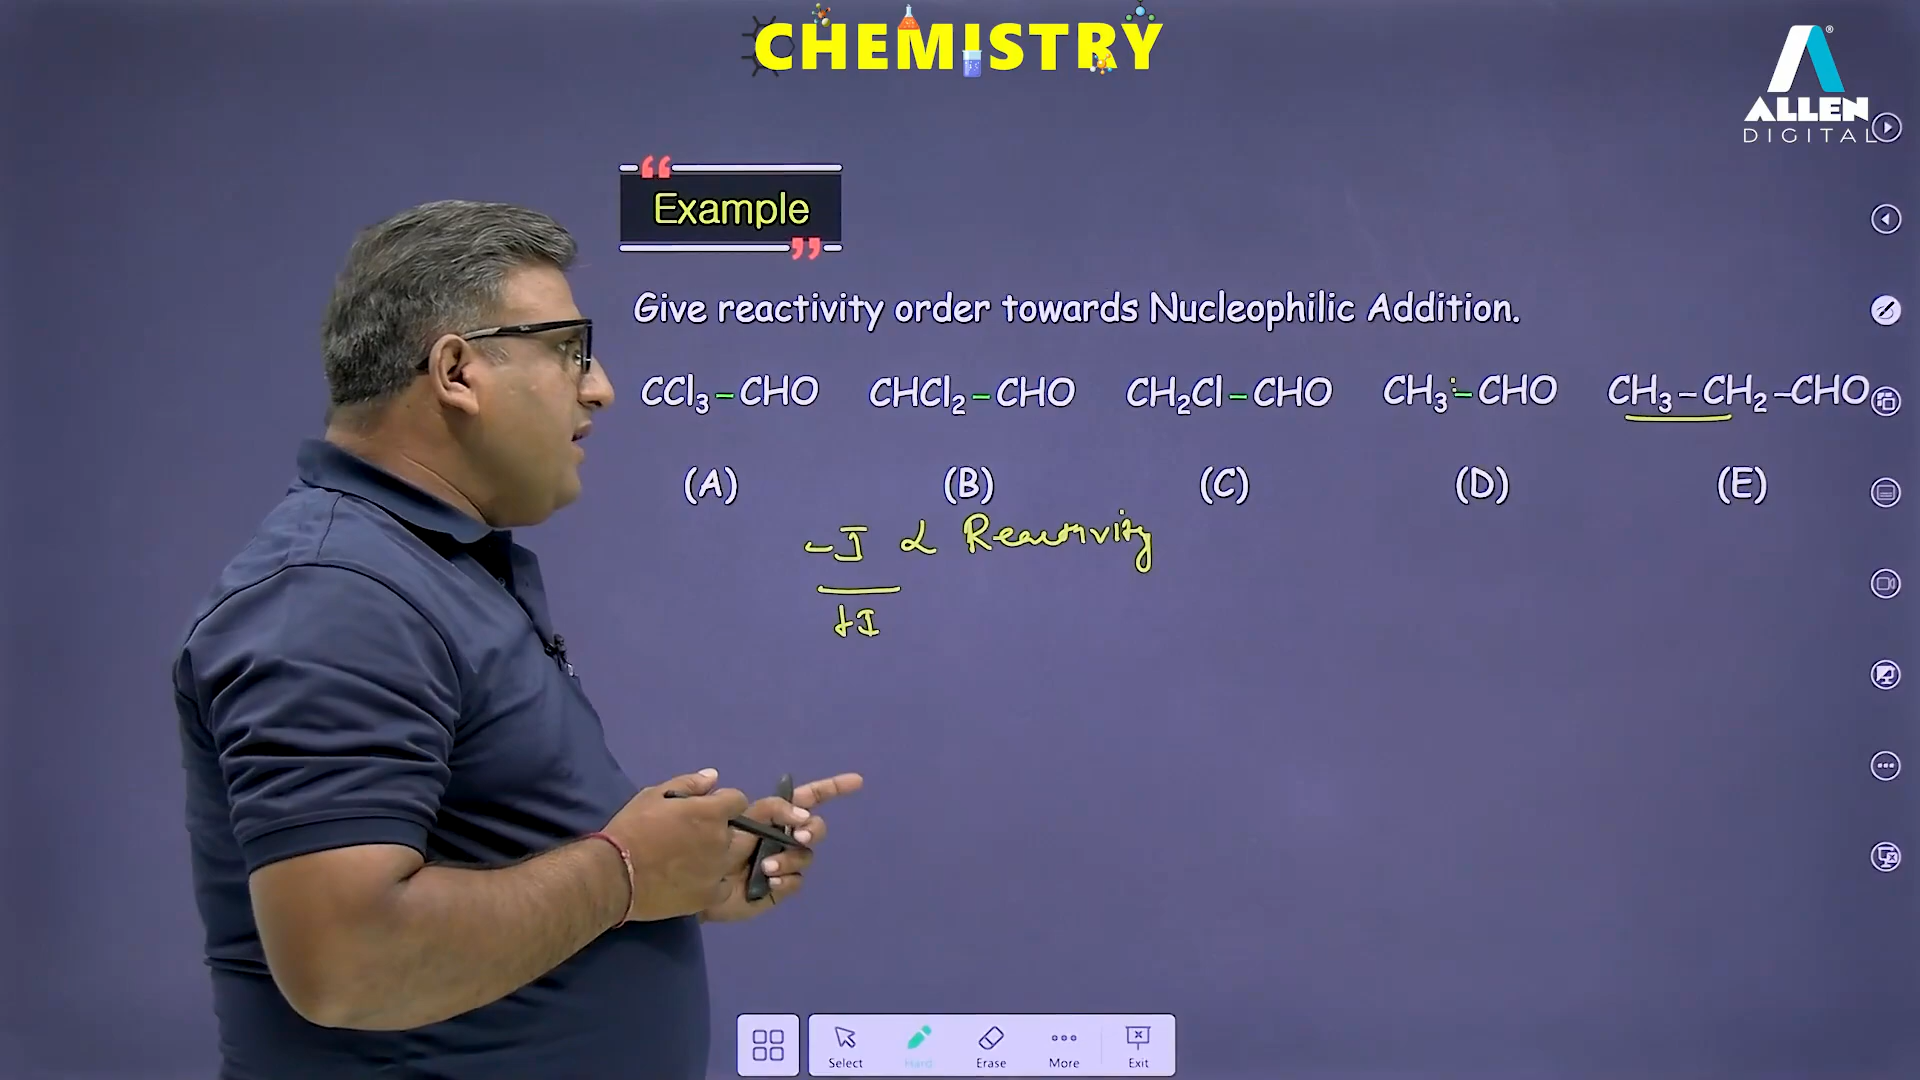 CHEMISTRY
ALLEN
DIGITAL
Example
Give reactivity order towards Nucleophilic Addition.
CCl₃–CHO CHCl₂–CHO CH₂Cl–CHO CH₃–CHO CH₃–CH₂–CHO
(A) (B) (C) (D) (E)
-I ∝ Reactivity
+I
Select Hard Erase More Exit